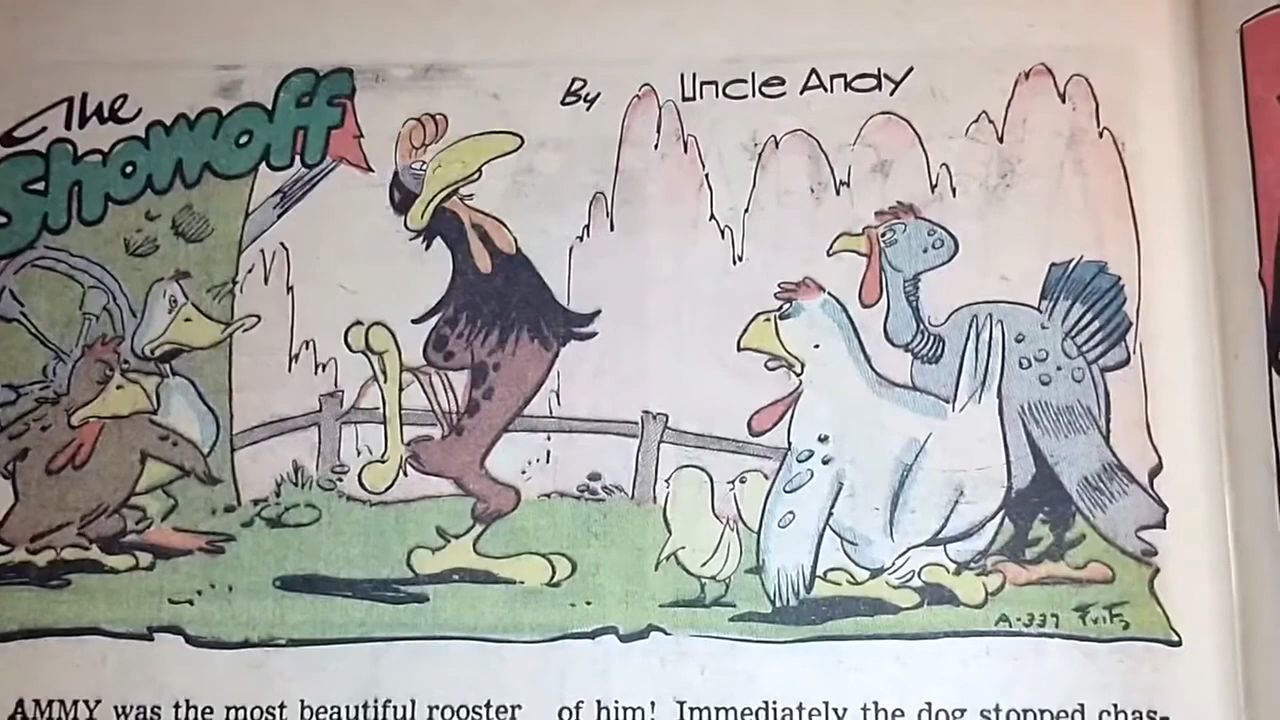 The
Showoff
By Uncle Andy
A-337 Fritz
AMMY was the most beautiful rooster
of him! Immediately the dog stopped chas-